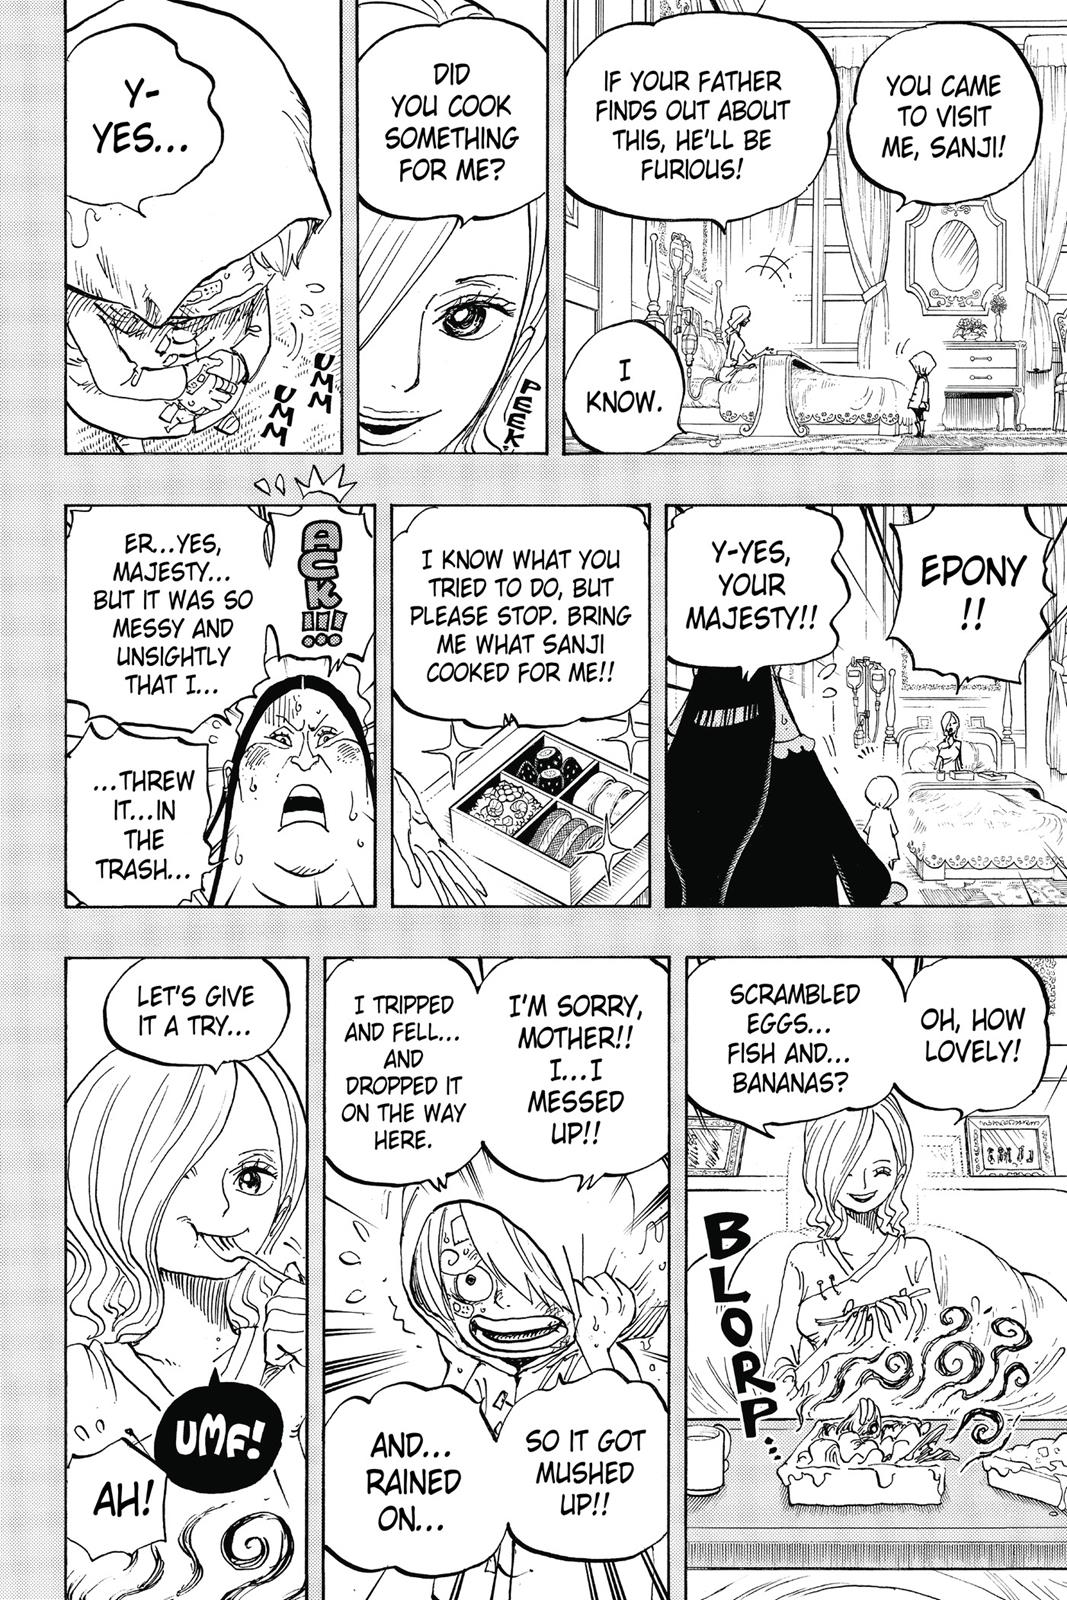 YOU CAME
TO VISIT
ME, SANJI!
IF YOUR FATHER
FINDS OUT ABOUT
THIS, HE'LL BE
FURIOUS!
I
KNOW.
DID
YOU COOK
SOMETHING
FOR ME?
PEEK
Y-
YES...
UMM
UMM
EPONY
!!
Y-YES,
YOUR
MAJESTY!!
I KNOW WHAT YOU
TRIED TO DO, BUT
PLEASE STOP. BRING
ME WHAT SANJI
COOKED FOR ME!!
ACK!!!
ER...YES,
MAJESTY...
BUT IT WAS SO
MESSY AND
UNSIGHTLY
THAT I...
...THREW
IT...IN
THE
TRASH...
OH, HOW
LOVELY!
SCRAMBLED
EGGS...
FISH AND...
BANANAS?
BLORP...
I'M SORRY,
MOTHER!!
I...I
MESSED
UP!!
I TRIPPED
AND FELL...
AND
DROPPED IT
ON THE WAY
HERE.
SO IT GOT
MUSHED
UP!!
AND...
RAINED
ON...
LET'S GIVE
IT A TRY...
UMF!
AH!